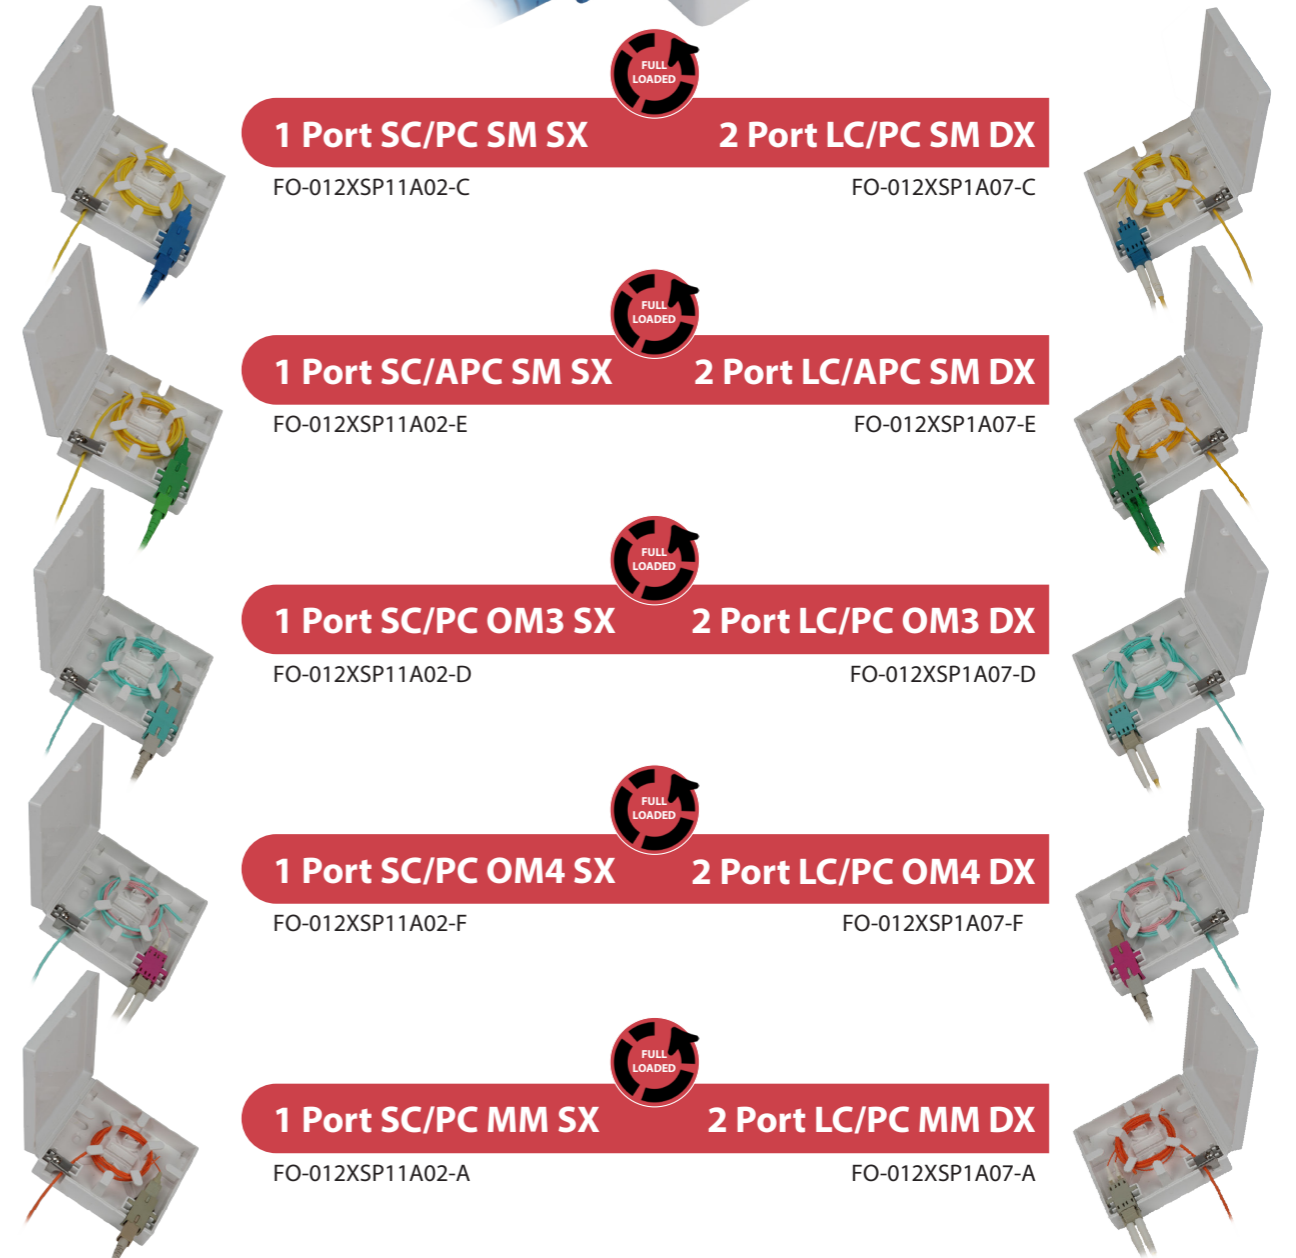 FULL
LOADED
1 Port SC/PC SM SX
2 Port LC/PC SM DX
FO-012XSP11A02-C
FO-012XSP1A07-C
FULL
LOADED
1 Port SC/APC SM SX
2 Port LC/APC SM DX
FO-012XSP11A02-E
FO-012XSP1A07-E
FULL
LOADED
1 Port SC/PC OM3 SX
2 Port LC/PC OM3 DX
FO-012XSP11A02-D
FO-012XSP1A07-D
FULL
LOADED
1 Port SC/PC OM4 SX
2 Port LC/PC OM4 DX
FO-012XSP11A02-F
FO-012XSP1A07-F
FULL
LOADED
1 Port SC/PC MM SX
2 Port LC/PC MM DX
FO-012XSP11A02-A
FO-012XSP1A07-A